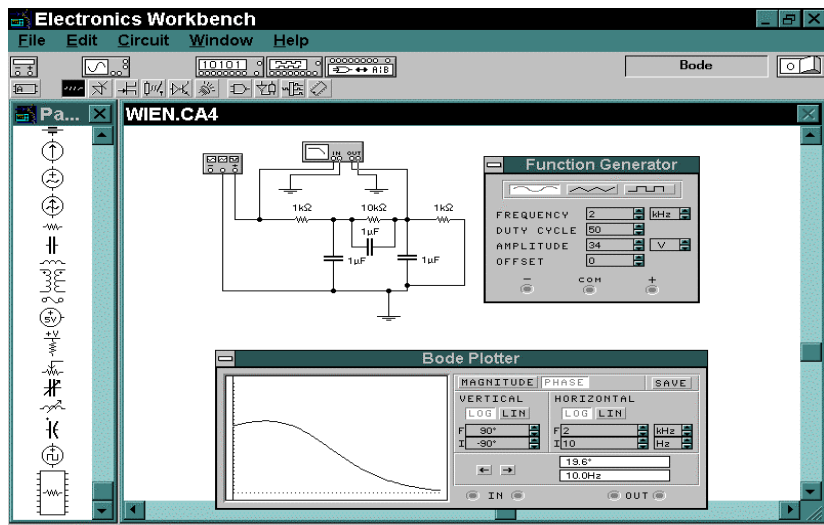 Electronics Workbench
File Edit Circuit Window Help
10101
A|B
Bode
A
Pa...
WIEN.CA4
5V
+V
IN OUT
1kΩ 10kΩ 1kΩ
1µF
1µF 1µF
Function Generator
FREQUENCY 2 kHz
DUTY CYCLE 50
AMPLITUDE 34 V
OFFSET 0
− COM +
Bode Plotter
MAGNITUDE PHASE SAVE
VERTICAL HORIZONTAL
LOG LIN LOG LIN
F 90° F 2 kHz
I -90° I 10 Hz
← → 19.6°
10.0Hz
IN OUT